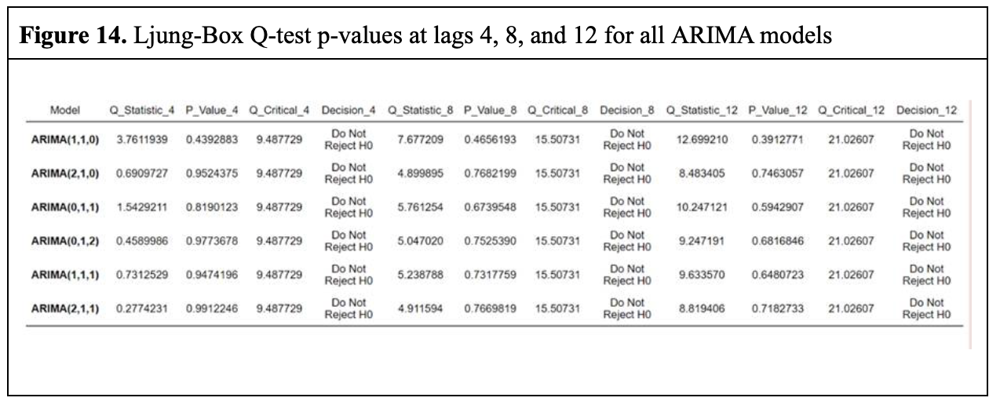 Figure 14. Ljung-Box Q-test p-values at lags 4, 8, and 12 for all ARIMA models
Model Q_Statistic_4 P_Value_4 Q_Critical_4 Decision_4 Q_Statistic_8 P_Value_8 Q_Critical_8 Decision_8 Q_Statistic_12 P_Value_12 Q_Critical_12 Decision_12
ARIMA(1,1,0) 3.7611939 0.4392883 9.487729 Do Not Reject H0 7.677209 0.4656193 15.50731 Do Not Reject H0 12.699210 0.3912771 21.02607 Do Not Reject H0
ARIMA(2,1,0) 0.6909727 0.9524375 9.487729 Do Not Reject H0 4.899895 0.7682199 15.50731 Do Not Reject H0 8.483405 0.7463057 21.02607 Do Not Reject H0
ARIMA(0,1,1) 1.5429211 0.8190123 9.487729 Do Not Reject H0 5.761254 0.6739548 15.50731 Do Not Reject H0 10.247121 0.5942907 21.02607 Do Not Reject H0
ARIMA(0,1,2) 0.4589986 0.9773678 9.487729 Do Not Reject H0 5.047020 0.7525390 15.50731 Do Not Reject H0 9.247191 0.6816846 21.02607 Do Not Reject H0
ARIMA(1,1,1) 0.7312529 0.9474196 9.487729 Do Not Reject H0 5.238788 0.7317759 15.50731 Do Not Reject H0 9.633570 0.6480723 21.02607 Do Not Reject H0
ARIMA(2,1,1) 0.2774231 0.9912246 9.487729 Do Not Reject H0 4.911594 0.7669819 15.50731 Do Not Reject H0 8.819406 0.7182733 21.02607 Do Not Reject H0